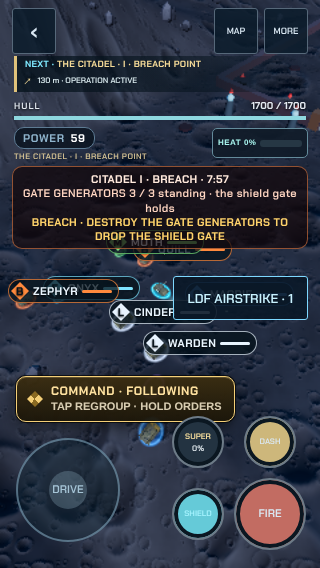 ‹
MAP
MORE
NEXT · THE CITADEL · I · BREACH POINT
130 m · OPERATION ACTIVE
HULL
1700 / 1700
POWER 59
HEAT 0%
THE CITADEL · I · BREACH POINT
CITADEL I · BREACH · 7:57
GATE GENERATORS 3 / 3 standing · the shield gate
holds
BREACH · DESTROY THE GATE GENERATORS TO
DROP THE SHIELD GATE
B ZEPHYR
LDF AIRSTRIKE · 1
L CINDER
L WARDEN
COMMAND · FOLLOWING
TAP REGROUP · HOLD ORDERS
SUPER
0%
DASH
DRIVE
SHIELD
FIRE